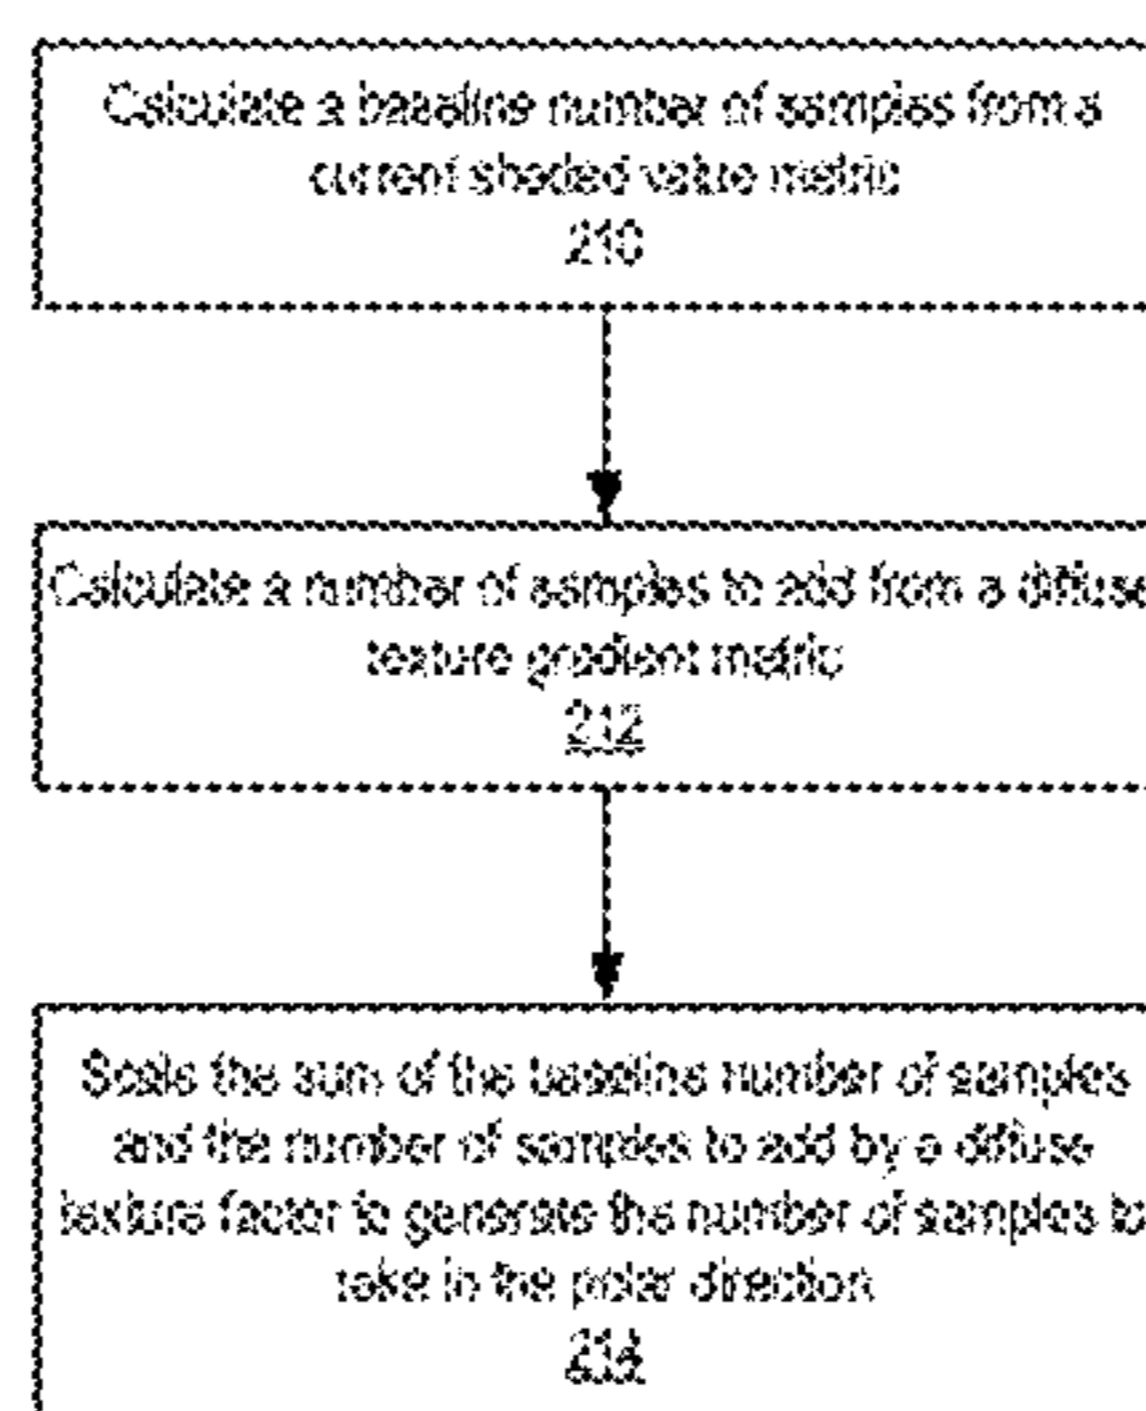 Calculate a baseline number of samples from a
current shaded value metric
210
Calculate a number of samples to add from a diffuse
texture gradient metric
212
Scale the sum of the baseline number of samples
and the number of samples to add by a diffuse
texture factor to generate the number of samples to
take in the polar direction
214